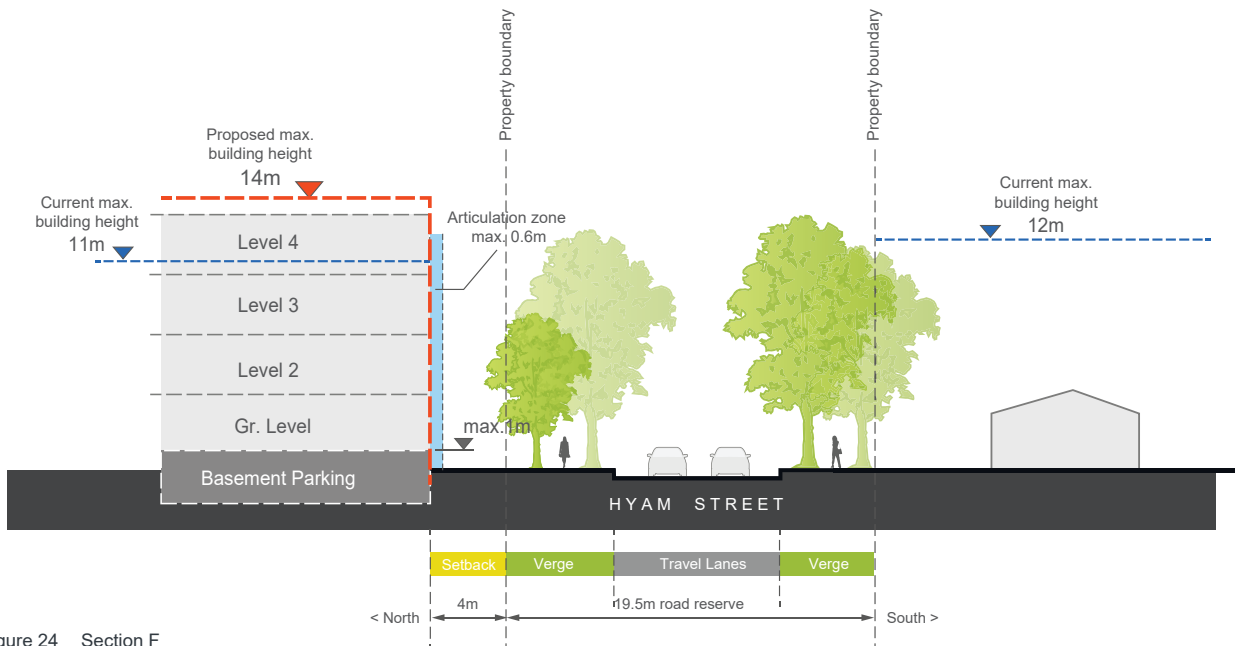 Property boundary
Property boundary
Proposed max.
building height
14m
Current max.
building height
11m
Articulation zone
max. 0.6m
Current max.
building height
12m
Level 4
Level 3
Level 2
Gr. Level
max.1m
Basement Parking
HYAM STREET
Setback
Verge
Travel Lanes
Verge
4m
19.5m road reserve
< North
South >
gure 24 Section F